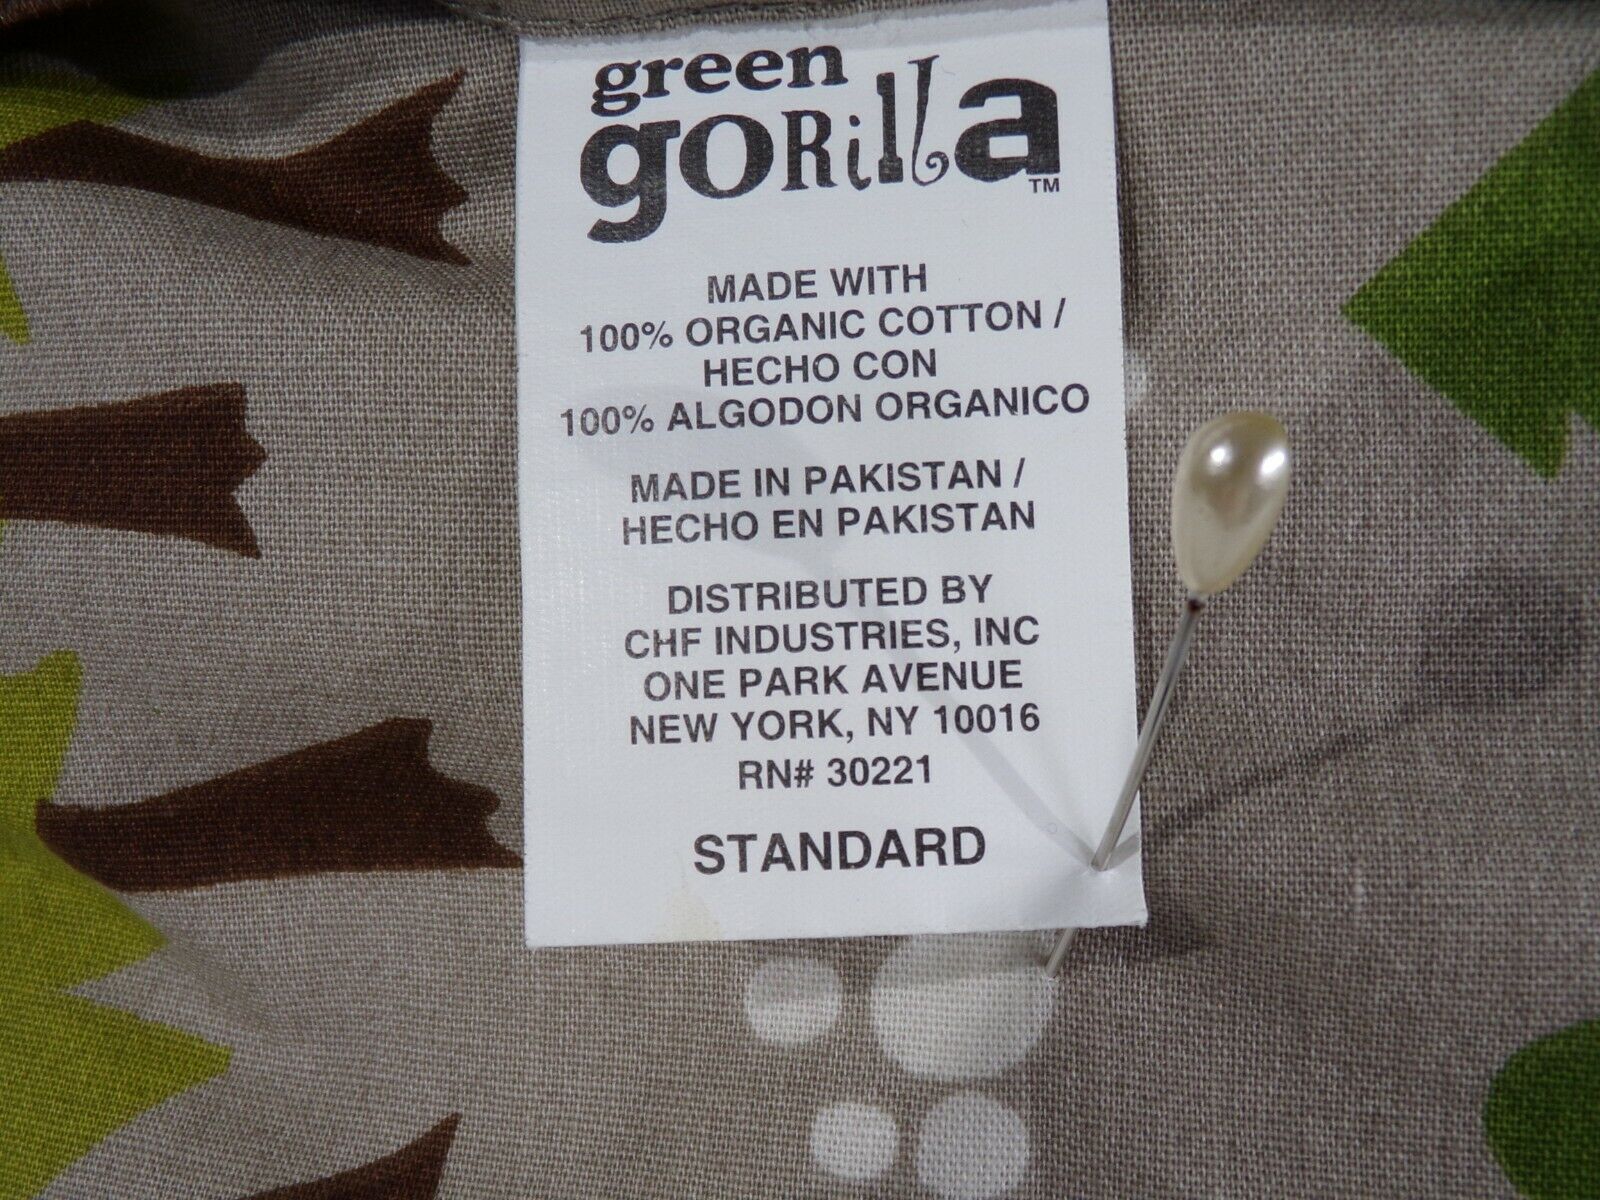 green
gorilla
TM
MADE WITH
100% ORGANIC COTTON /
HECHO CON
100% ALGODON ORGANICO
MADE IN PAKISTAN /
HECHO EN PAKISTAN
DISTRIBUTED BY
CHF INDUSTRIES, INC
ONE PARK AVENUE
NEW YORK, NY 10016
RN# 30221
STANDARD